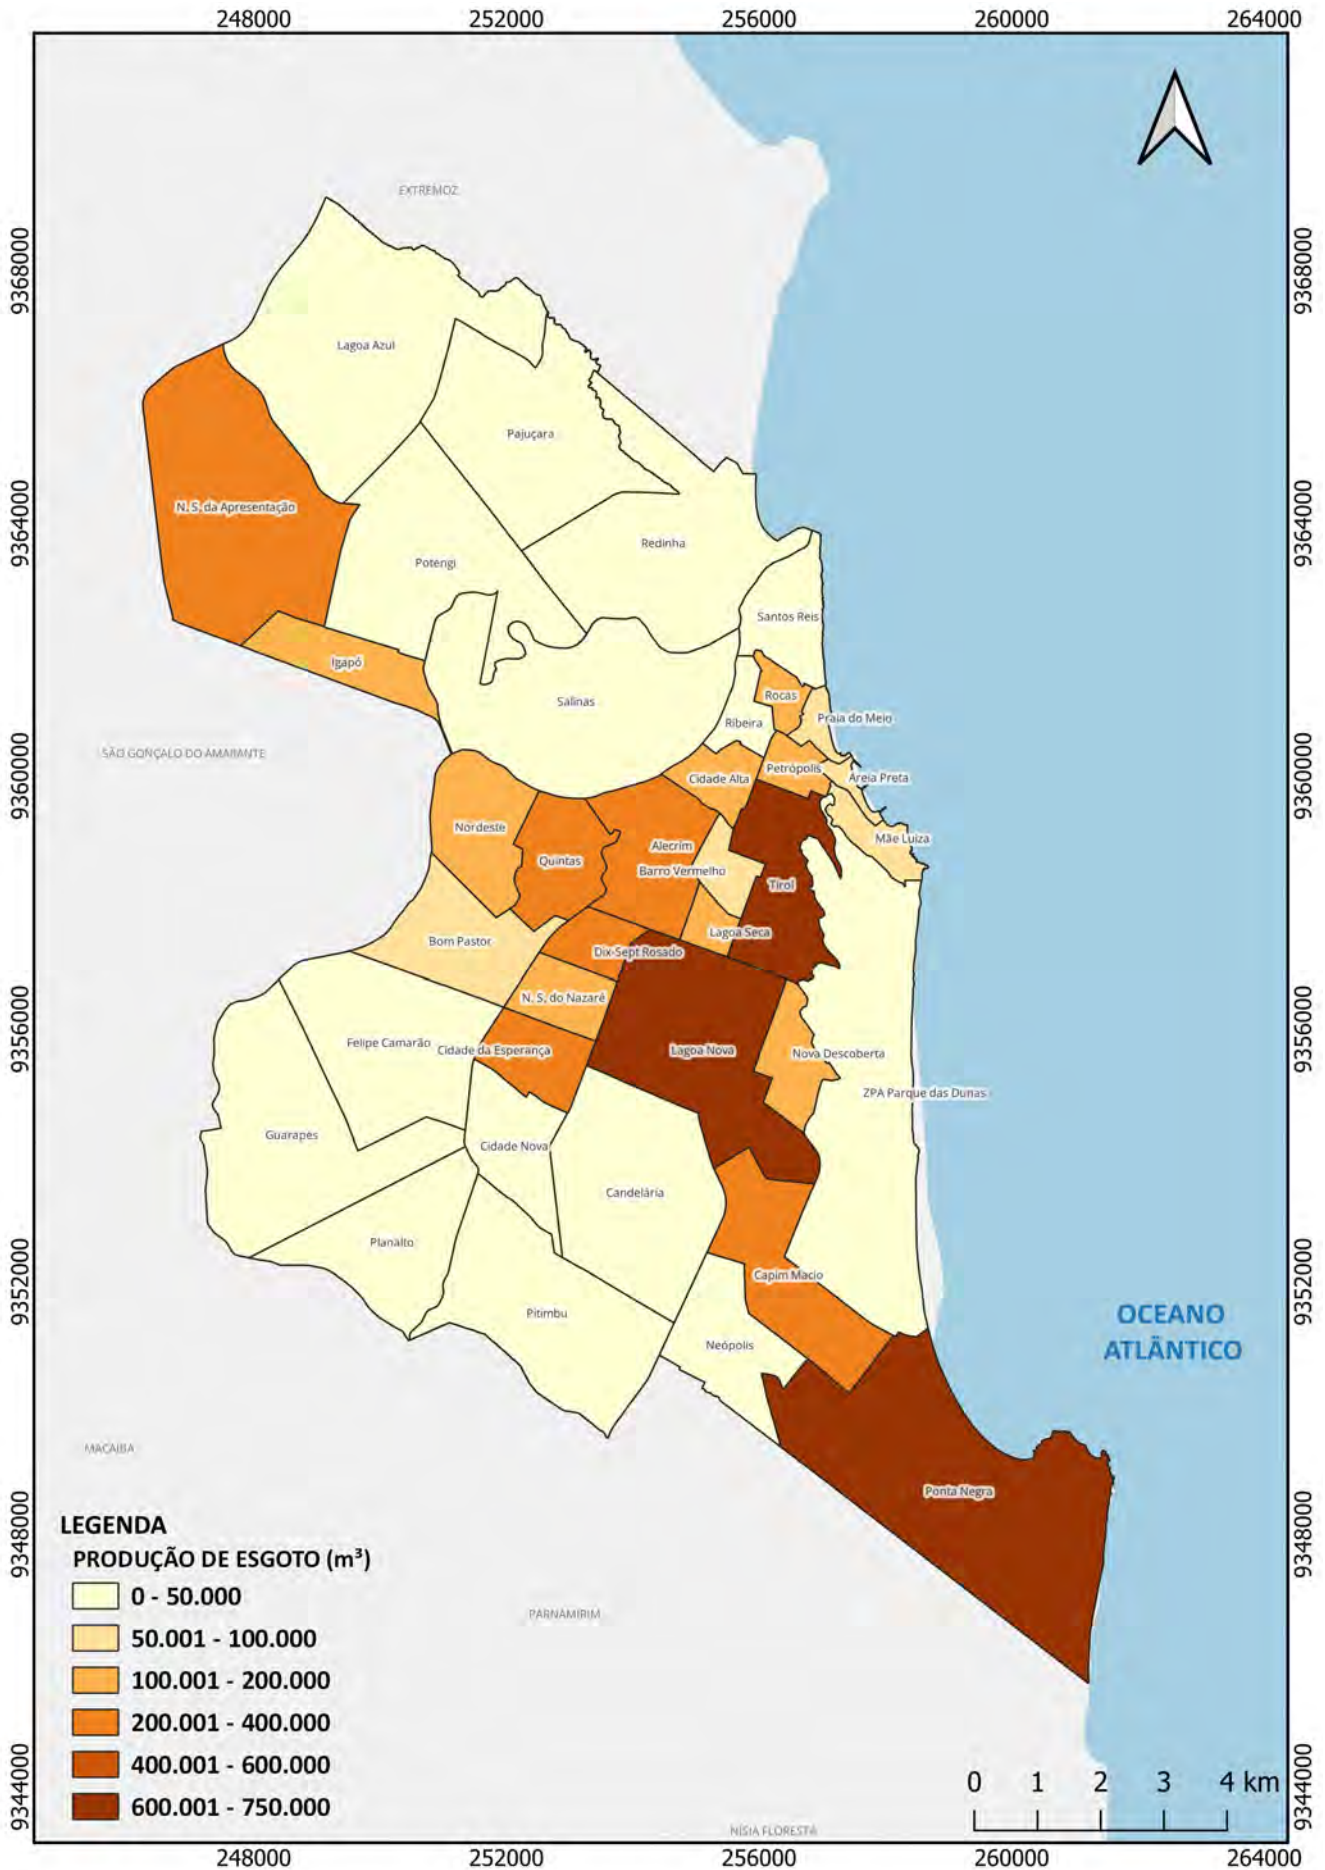 248000 252000 256000 260000 264000
9368000
9368000
EXTREMOZ
Lagoa Azul
Pajuçara
N. S. da Apresentação
9364000
9364000
Redinha
Potengi
Santos Reis
Igapó
Rocas
Salinas
Praia do Meio
Ribeira
SÃO GONÇALO DO AMARANTE
9360000
9360000
Petrópolis
Cidade Alta
Areia Preta
Nordeste
Mãe Luiza
Alecrim
Quintas
Barro Vermelho
Tirol
Lagoa Seca
Bom Pastor
Dix-Sept Rosado
N. S. do Nazaré
9356000
9356000
Felipe Camarão
Cidade da Esperança
Lagoa Nova
Nova Descoberta
ZPA Parque das Dunas
Guarapes
Cidade Nova
Candelária
Planalto
9352000
9352000
Capim Macio
Pitimbu
OCEANO
ATLÂNTICO
Neópolis
MACAIBA
Ponta Negra
9348000
9348000
LEGENDA
PRODUÇÃO DE ESGOTO (m³)
0 - 50.000
50.001 - 100.000
100.001 - 200.000
200.001 - 400.000
400.001 - 600.000
600.001 - 750.000
PARNAMIRIM
9344000
9344000
0 1 2 3 4 km
NÍSIA FLORESTA
248000 252000 256000 260000 264000